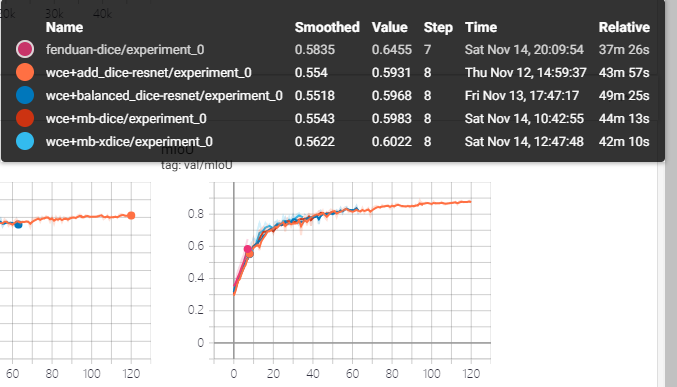 20k 30k 40k
Name Smoothed Value Step Time Relative
fenduan-dice/experiment_0 0.5835 0.6455 7 Sat Nov 14, 20:09:54 37m 26s
wce+add_dice-resnet/experiment_0 0.554 0.5931 8 Thu Nov 12, 14:59:37 43m 57s
wce+balanced_dice-resnet/experiment_0 0.5518 0.5968 8 Fri Nov 13, 17:47:17 49m 25s
wce+mb-dice/experiment_0 0.5543 0.5983 8 Sat Nov 14, 10:42:55 44m 13s
wce+mb-xdice/experiment_0 0.5622 0.6022 8 Sat Nov 14, 12:47:48 42m 10s
mIoU
tag: val/mIoU
0.8
0.6
0.4
0.2
0
60 80 100 120 0 20 40 60 80 100 120